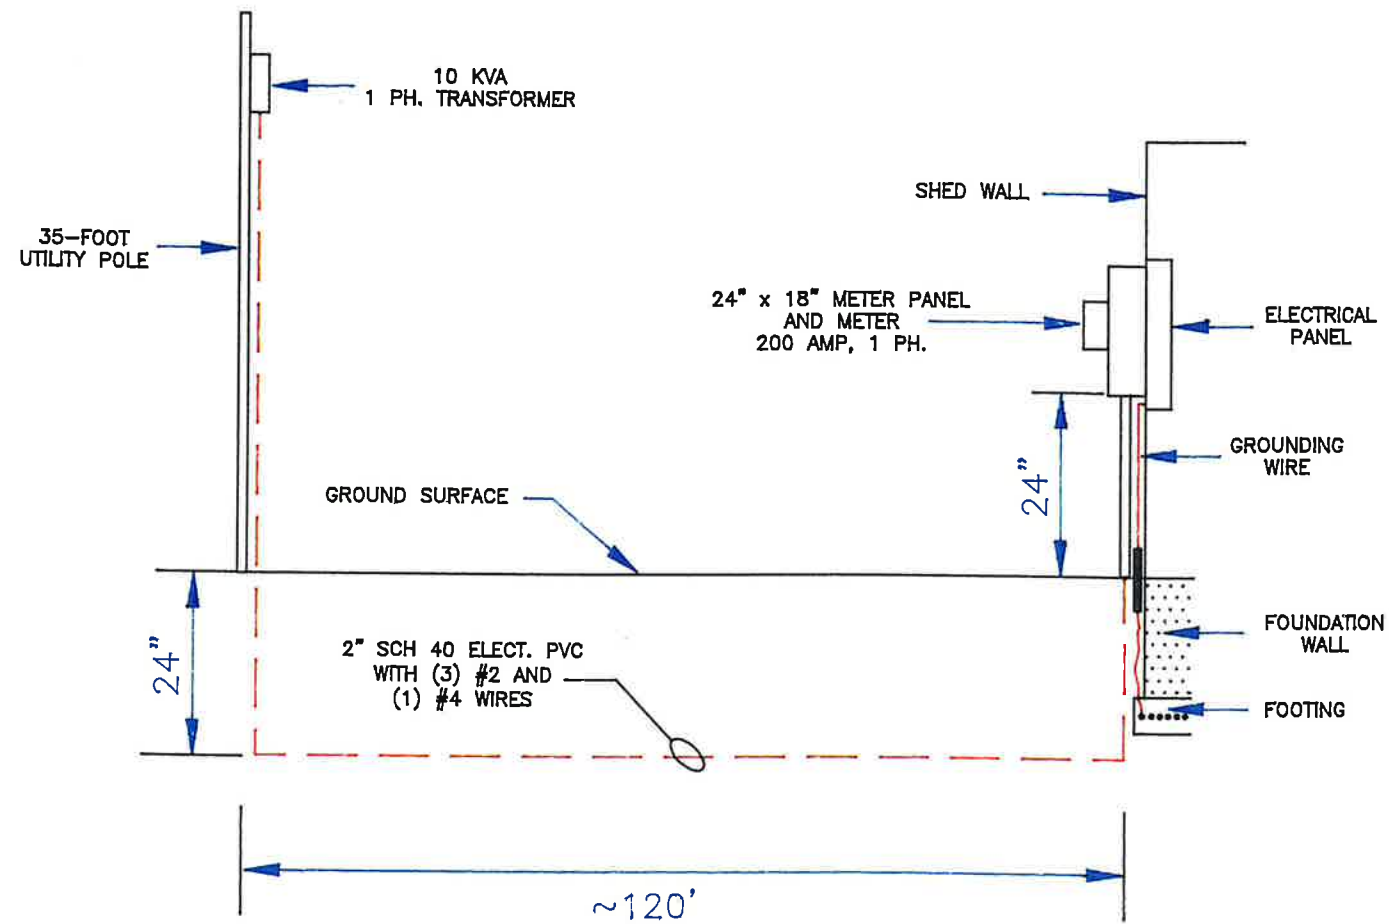 10 KVA
1 PH. TRANSFORMER
SHED WALL
35-FOOT
UTILITY POLE
24" x 18" METER PANEL
AND METER
200 AMP, 1 PH.
ELECTRICAL
PANEL
GROUNDING
WIRE
24"
GROUND SURFACE
24"
2" SCH 40 ELECT. PVC
WITH (3) #2 AND
(1) #4 WIRES
FOUNDATION
WALL
FOOTING
~120'